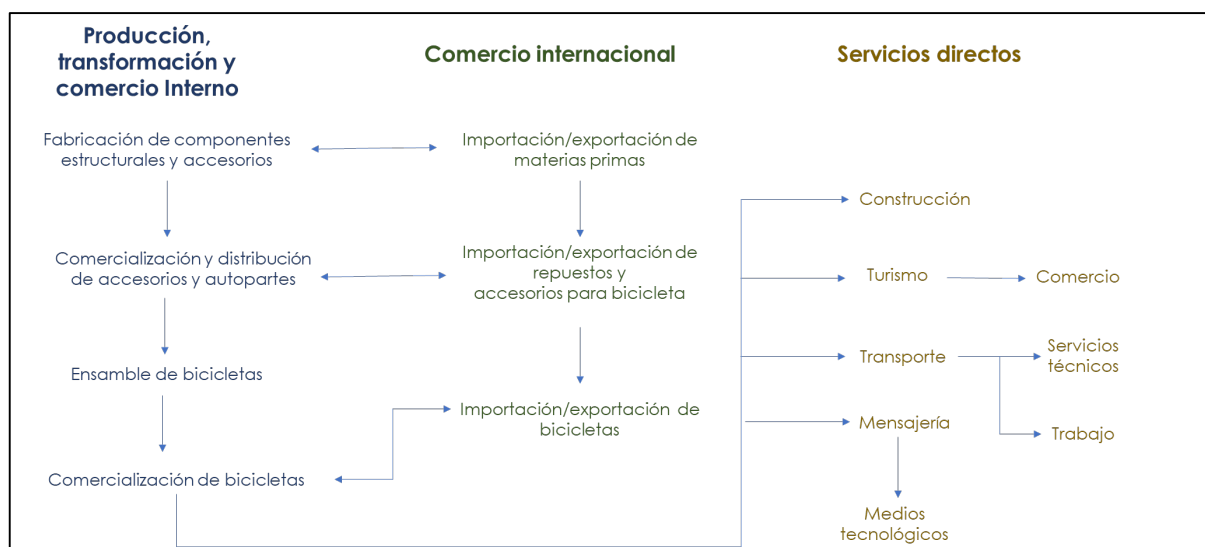 Producción,
transformación y
comercio Interno
Comercio internacional
Servicios directos
Fabricación de componentes
estructurales y accesorios
Importación/exportación de
materias primas
Construcción
Comercialización y distribución
de accesorios y autopartes
Importación/exportación de
repuestos y
accesorios para bicicleta
Turismo
Comercio
Ensamble de bicicletas
Transporte
Servicios
técnicos
Importación/exportación de
bicicletas
Mensajería
Trabajo
Comercialización de bicicletas
Medios
tecnológicos